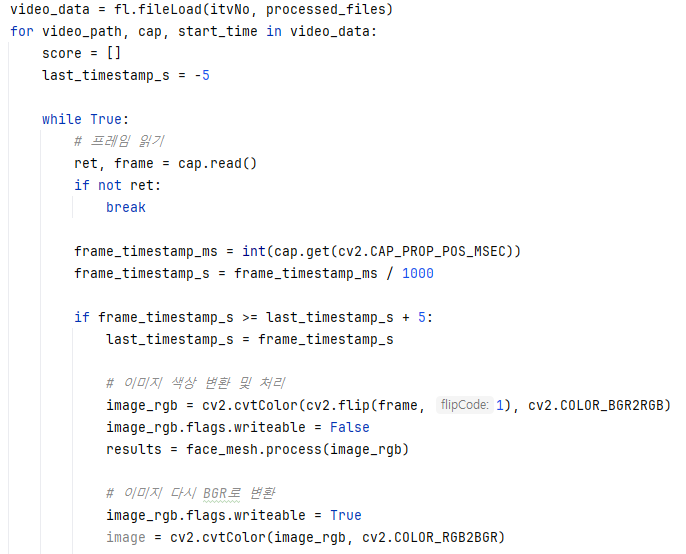 video_data = fl.fileLoad(itvNo, processed_files)
for video_path, cap, start_time in video_data:
    score = []
    last_timestamp_s = -5

    while True:
        # 프레임 읽기
        ret, frame = cap.read()
        if not ret:
            break

        frame_timestamp_ms = int(cap.get(cv2.CAP_PROP_POS_MSEC))
        frame_timestamp_s = frame_timestamp_ms / 1000

        if frame_timestamp_s >= last_timestamp_s + 5:
            last_timestamp_s = frame_timestamp_s

            # 이미지 색상 변환 및 처리
            image_rgb = cv2.cvtColor(cv2.flip(frame, flipCode: 1), cv2.COLOR_BGR2RGB)
            image_rgb.flags.writeable = False
            results = face_mesh.process(image_rgb)

            # 이미지 다시 BGR로 변환
            image_rgb.flags.writeable = True
            image = cv2.cvtColor(image_rgb, cv2.COLOR_RGB2BGR)